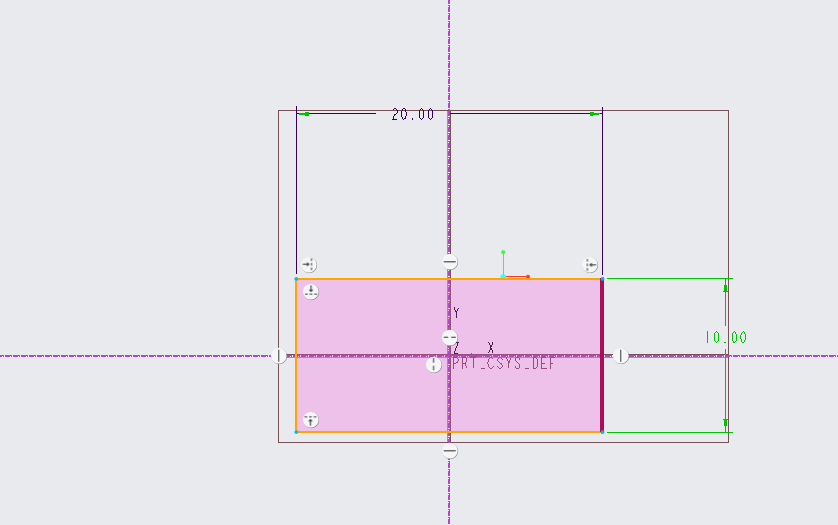 20.00
Y
10.00
Z X
PRT_CSYS_DEF